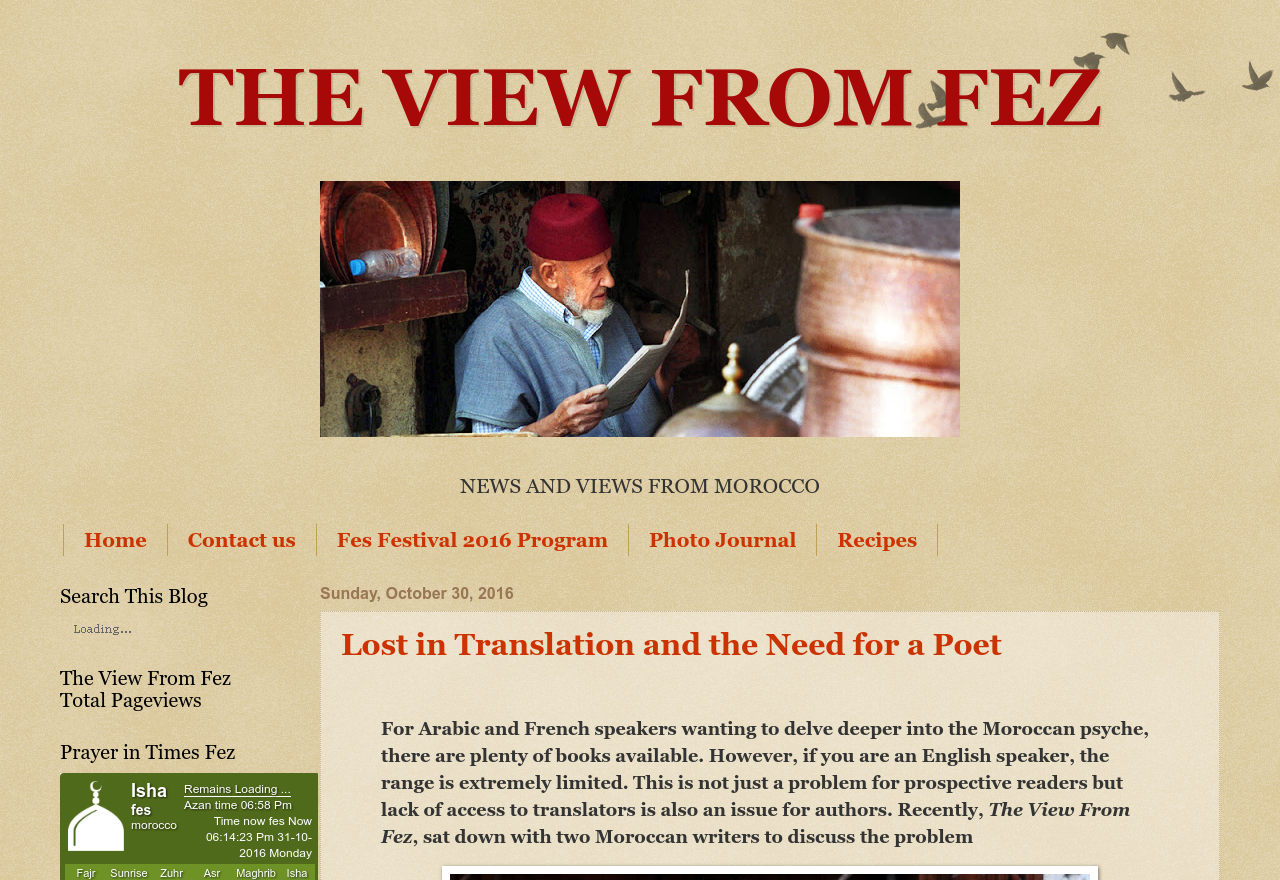 THE VIEW FROM FEZ
NEWS AND VIEWS FROM MOROCCO
Home
Contact us
Fes Festival 2016 Program
Photo Journal
Recipes
Search This Blog
Loading...
The View From Fez
Total Pageviews
Prayer in Times Fez
Isha
fes
morocco
Remains Loading ...
Azan time 06:58 Pm
Time now fes Now
06:14:23 Pm 31-10-
2016 Monday
Fajr Sunrise Zuhr Asr Maghrib Isha
Sunday, October 30, 2016
Lost in Translation and the Need for a Poet
For Arabic and French speakers wanting to delve deeper into the Moroccan psyche,
there are plenty of books available. However, if you are an English speaker, the
range is extremely limited. This is not just a problem for prospective readers but
lack of access to translators is also an issue for authors. Recently, The View From
Fez, sat down with two Moroccan writers to discuss the problem